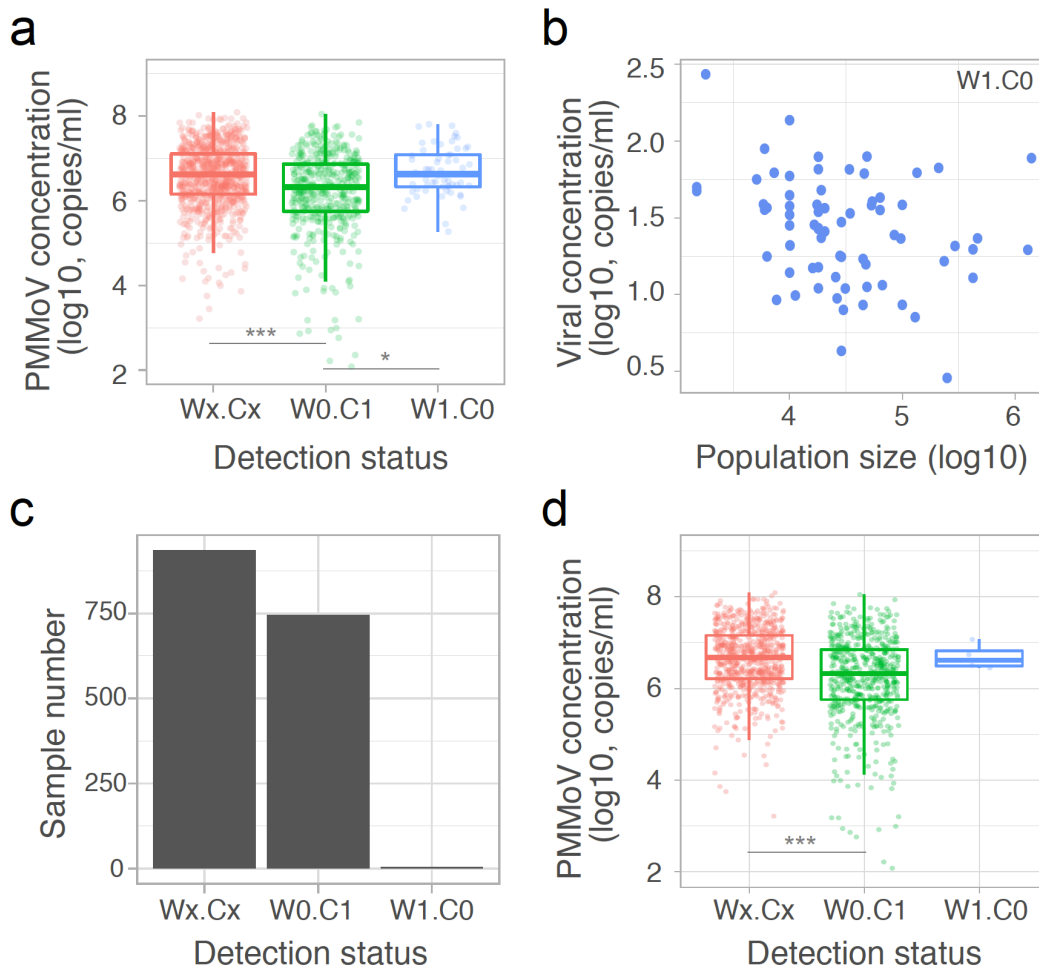 a
PMMoV concentration
(log10, copies/ml)
8
6
4
2
***
*
Wx.Cx W0.C1 W1.C0
Detection status
b
Viral concentration
(log10, copies/ml)
2.5
2.0
1.5
1.0
0.5
W1.C0
4 5 6
Population size (log10)
c
Sample number
750
500
250
0
Wx.Cx W0.C1 W1.C0
Detection status
d
PMMoV concentration
(log10, copies/ml)
8
6
4
2
***
Wx.Cx W0.C1 W1.C0
Detection status